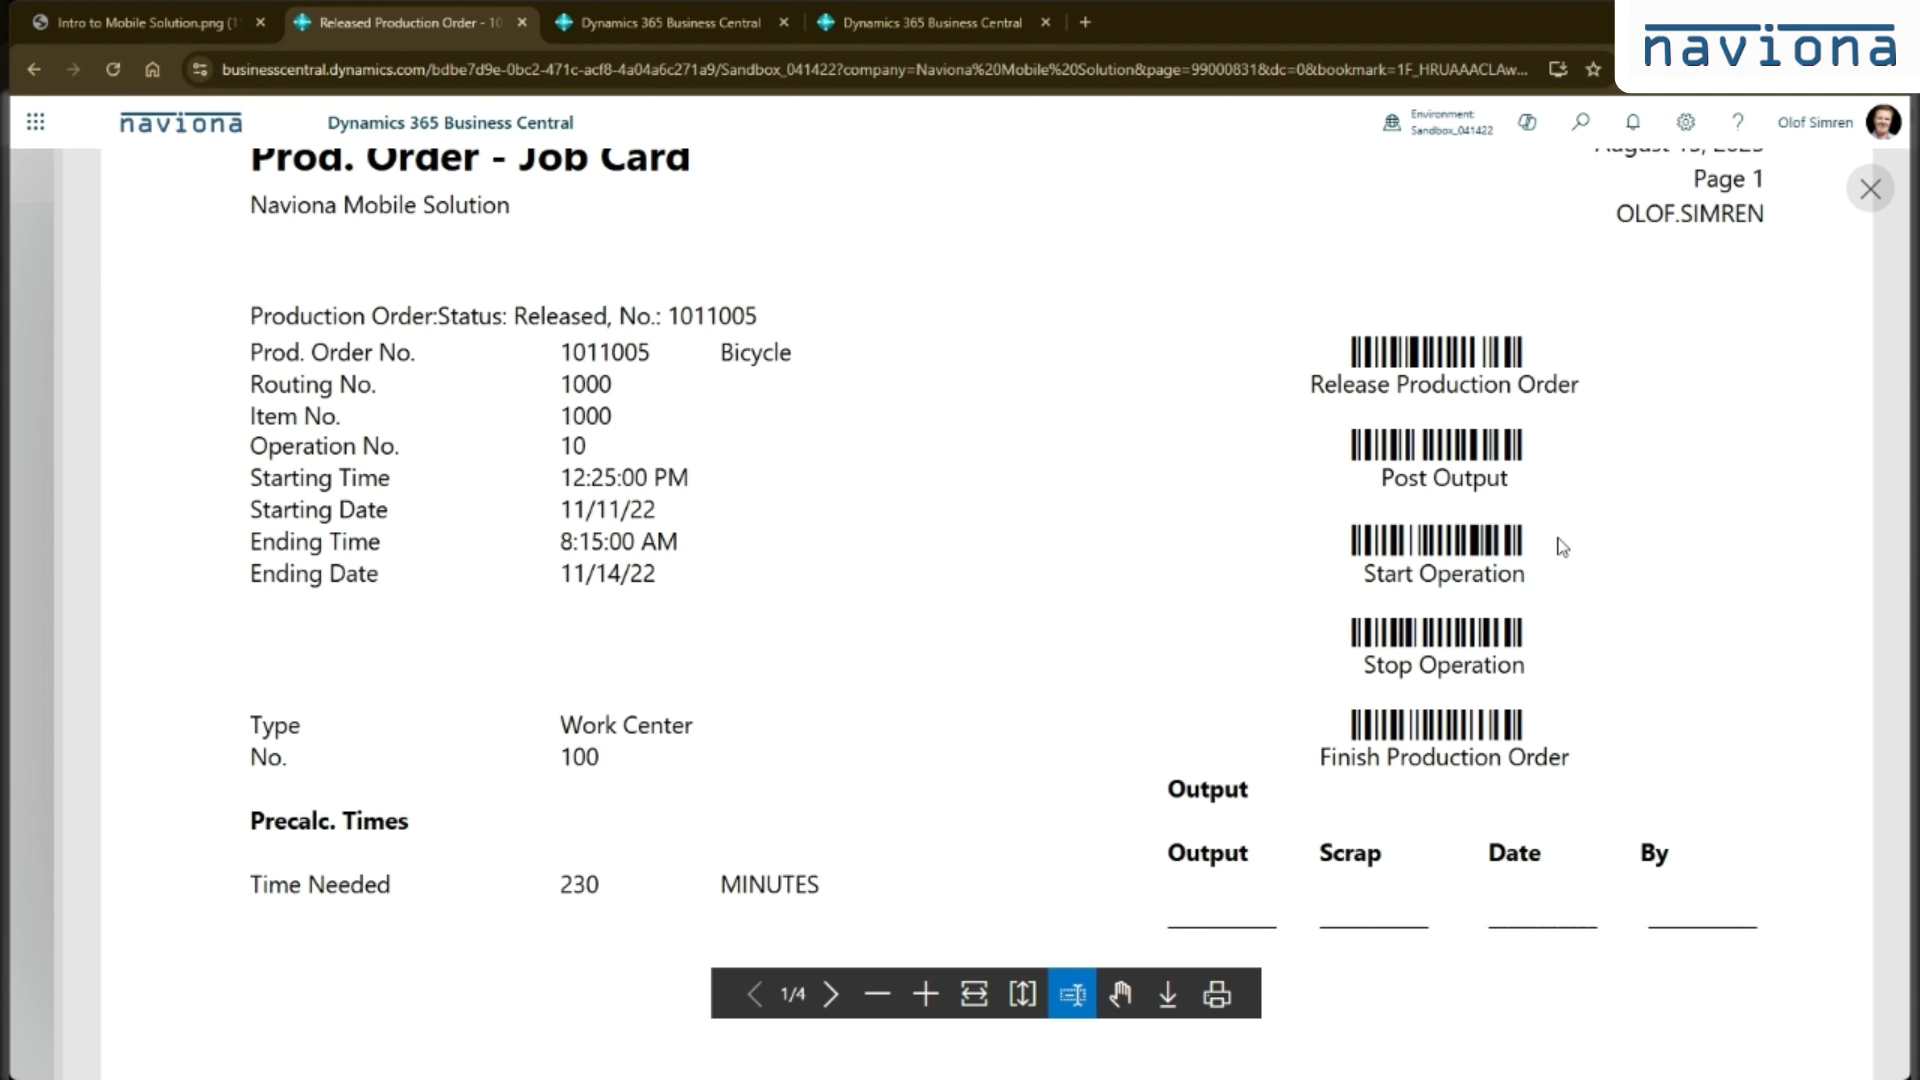 Intro to Mobile Solution.png (1
Released Production Order - 10
Dynamics 365 Business Central
Dynamics 365 Business Central
naviona
businesscentral.dynamics.com/bdbe7d9e-0bc2-471c-acf8-4a04a6c271a9/Sandbox_041422?company=Naviona%20Mobile%20Solution&page=99000831&dc=0&bookmark=1F_HRUAAACLAw...
naviona
Dynamics 365 Business Central
Environment:
Sandbox_041422
Olof Simren
Prod. Order - Job Card
Page 1
Naviona Mobile Solution
OLOF.SIMREN
Production Order:Status: Released, No.: 1011005
Prod. Order No. 1011005 Bicycle
Routing No. 1000
Release Production Order
Item No. 1000
Operation No. 10
Starting Time 12:25:00 PM
Post Output
Starting Date 11/11/22
Ending Time 8:15:00 AM
Ending Date 11/14/22
Start Operation
Stop Operation
Type Work Center
No. 100
Finish Production Order
Output
Precalc. Times
Output Scrap Date By
Time Needed 230 MINUTES
1/4